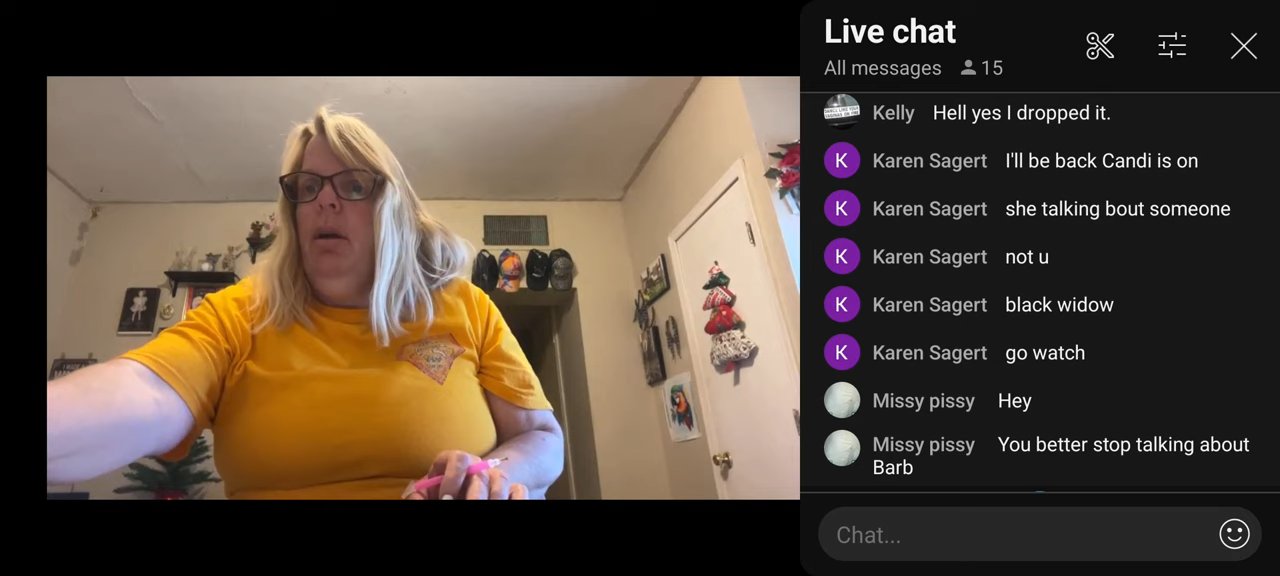 Live chat
All messages 15
Kelly Hell yes I dropped it.
K Karen Sagert I'll be back Candi is on
K Karen Sagert she talking bout someone
K Karen Sagert not u
K Karen Sagert black widow
K Karen Sagert go watch
Missy pissy Hey
Missy pissy You better stop talking about
Barb
Chat...